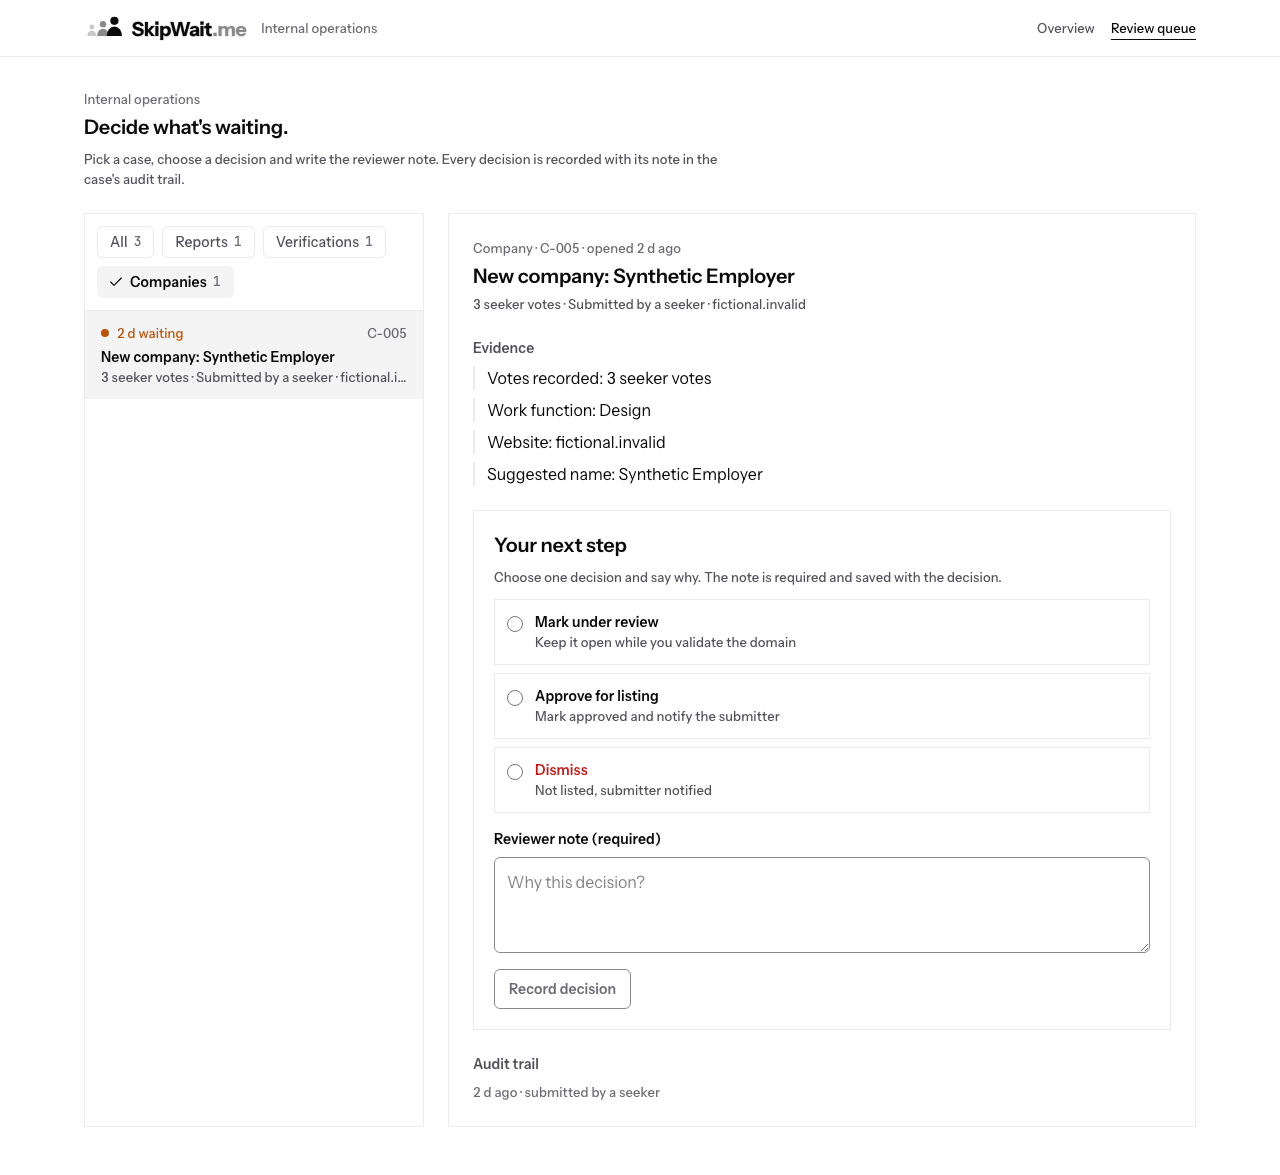 SkipWait.me
Internal operations
Overview
Review queue
Internal operations
Decide what's waiting.
Pick a case, choose a decision and write the reviewer note. Every decision is recorded with its note in the
case's audit trail.
All 3
Reports 1
Verifications 1
Companies 1
2 d waiting
C-005
New company: Synthetic Employer
3 seeker votes · Submitted by a seeker · fictional.i...
Company · C-005 · opened 2 d ago
New company: Synthetic Employer
3 seeker votes · Submitted by a seeker · fictional.invalid
Evidence
Votes recorded: 3 seeker votes
Work function: Design
Website: fictional.invalid
Suggested name: Synthetic Employer
Your next step
Choose one decision and say why. The note is required and saved with the decision.
Mark under review
Keep it open while you validate the domain
Approve for listing
Mark approved and notify the submitter
Dismiss
Not listed, submitter notified
Reviewer note (required)
Why this decision?
Record decision
Audit trail
2 d ago · submitted by a seeker